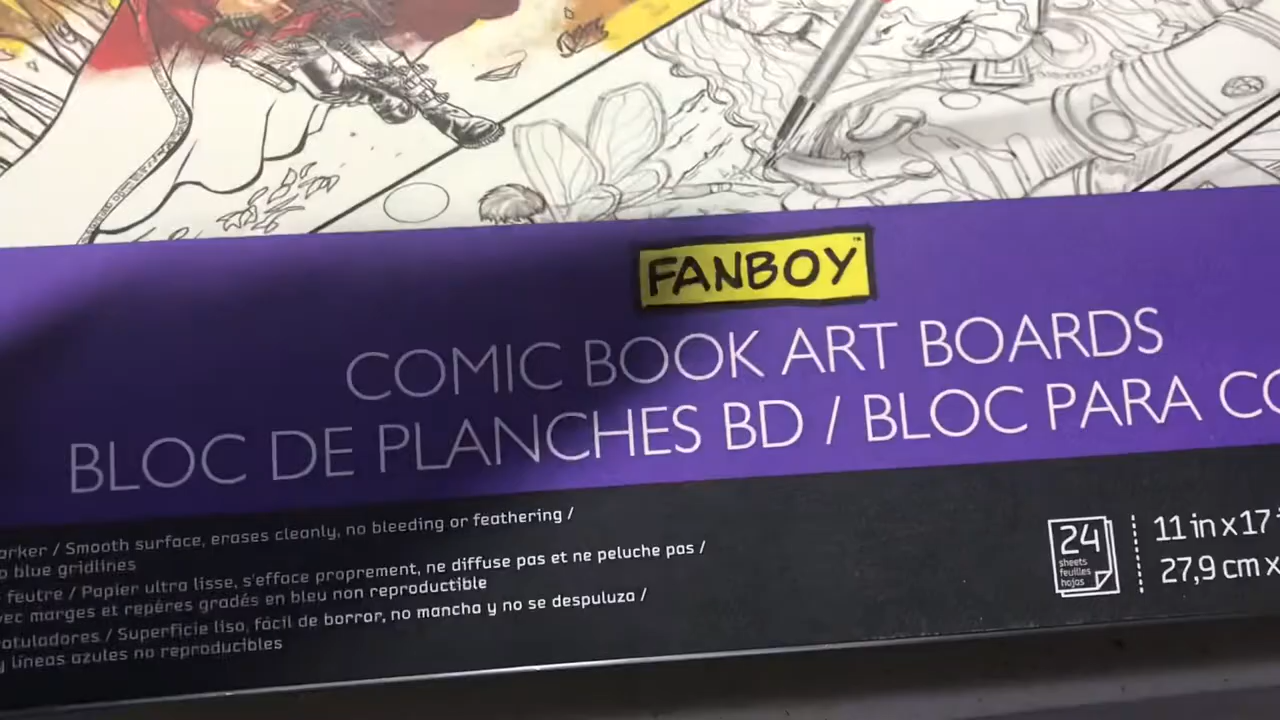 FANBOY™
COMIC BOOK ART BOARDS
BLOC DE PLANCHES BD / BLOC PARA CO
arker / Smooth surface, erases cleanly, no bleeding or feathering /
o blue gridlines
feutre / Papier ultra lisse, s'efface proprement, ne diffuse pas et ne peluche pas /
vec marges et repères gradés en bleu non reproductible
otuladores / Superficie liso, fácil de borrar, no mancha y no se despuluza /
y líneas azules no reproducibles
24
sheets
feuilles
hojas
11 in x 17
27,9 cm x